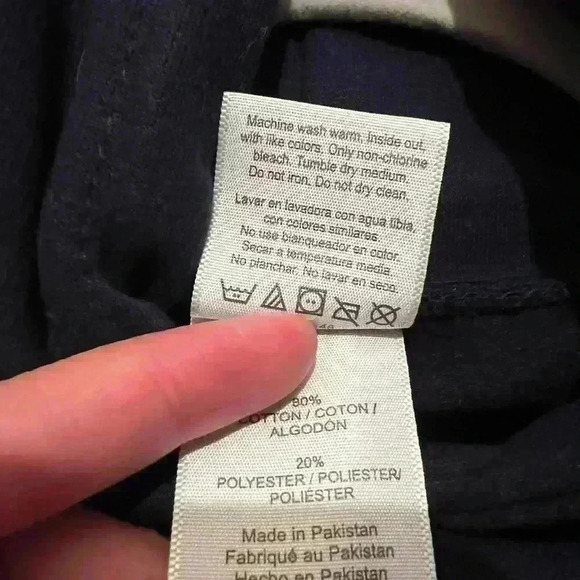 Machine wash warm. Inside out,
with like colors. Only non-chlorine
bleach. Tumble dry medium.
Do not iron. Do not dry clean.
Lavar en lavadora con agua tibia,
con colores similares.
No use blanqueador en color.
Secar a temperatura media.
No planchar. No lavar en seco.
80%
COTTON / COTON /
ALGODÓN
20%
POLYESTER / POLIESTER/
POLIÉSTER
Made in Pakistan
Fabriqué au Pakistan
Hecho en Pakistan